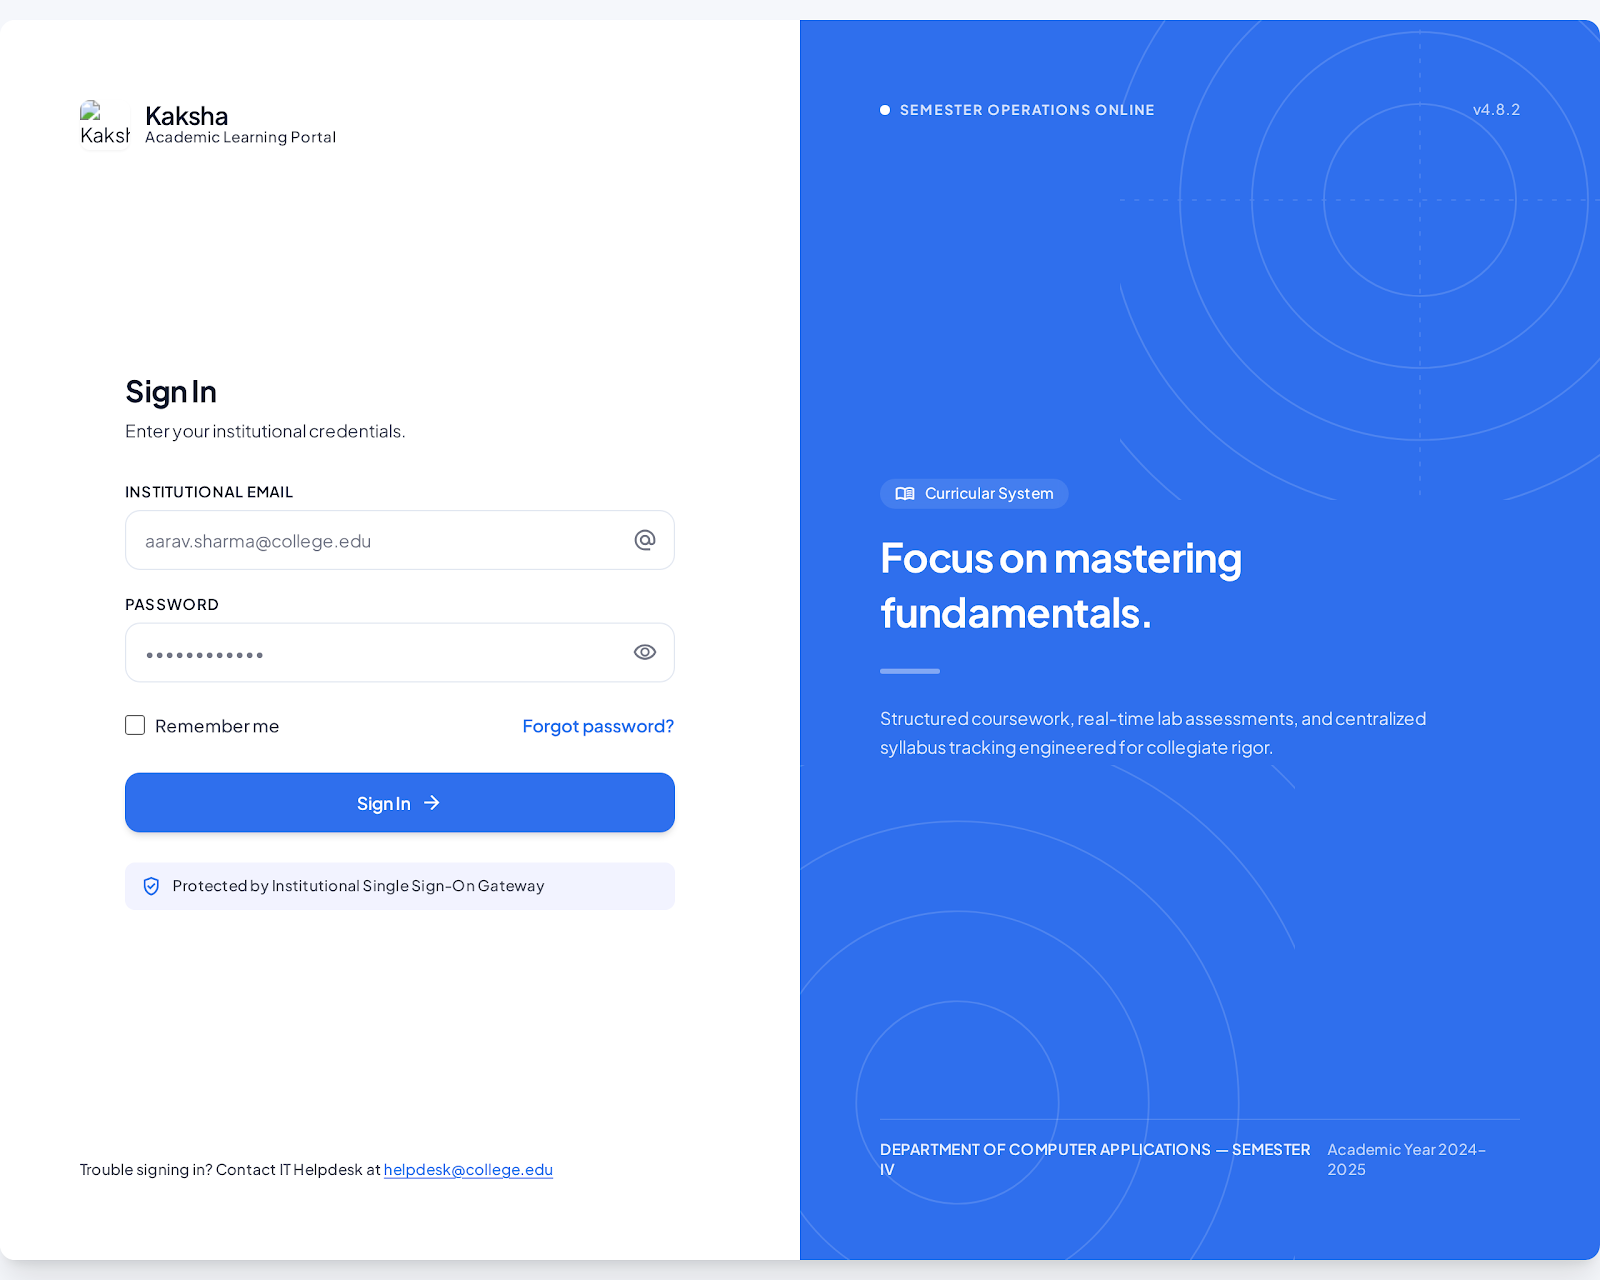 Kaksh
Kaksha
Academic Learning Portal
Sign In
Enter your institutional credentials.
INSTITUTIONAL EMAIL
aarav.sharma@college.edu
PASSWORD
••••••••••••
Remember me
Forgot password?
Sign In
Protected by Institutional Single Sign-On Gateway
Trouble signing in? Contact IT Helpdesk at helpdesk@college.edu
SEMESTER OPERATIONS ONLINE
v4.8.2
Curricular System
Focus on mastering
fundamentals.
Structured coursework, real-time lab assessments, and centralized
syllabus tracking engineered for collegiate rigor.
DEPARTMENT OF COMPUTER APPLICATIONS — SEMESTER
IV
Academic Year 2024–
2025